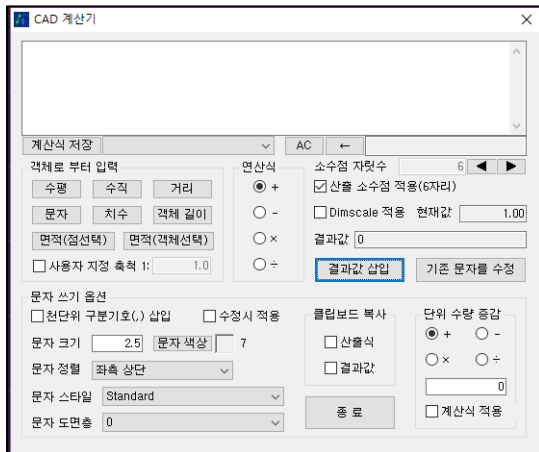 CAD 계산기
계산식 저장 AC ←
객체로 부터 입력 연산식 소수점 자릿수 6
수평 수직 거리 + 산출 소수점 적용(6자리)
문자 치수 객체 길이 - Dimscale 적용 현재값 1.00
면적(점선택) 면적(객체선택) × 결과값 0
사용자 지정 축척 1: 1.0 ÷ 결과값 삽입 기존 문자를 수정
문자 쓰기 옵션 클립보드 복사 단위 수량 증감
천단위 구분기호(,) 삽입 수정시 적용 + -
문자 크기 2.5 문자 색상 7 산출식 × ÷
문자 정렬 좌측 상단 결과값 0
문자 스타일 Standard 종 료 계산식 적용
문자 도면층 0